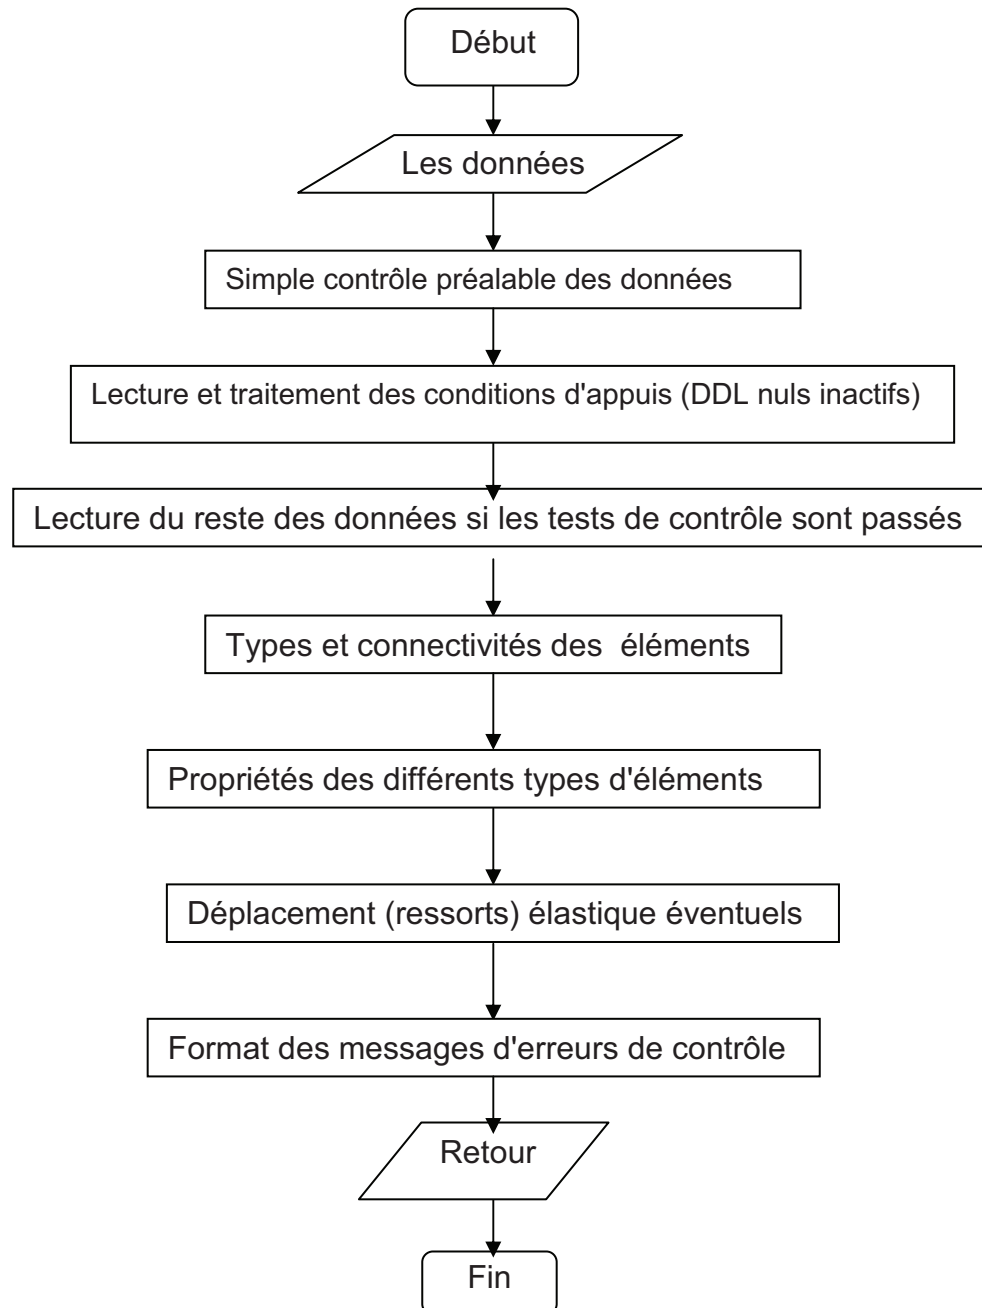 Début
Les données
Simple contrôle préalable des données
Lecture et traitement des conditions d'appuis (DDL nuls inactifs)
Lecture du reste des données si les tests de contrôle sont passés
Types et connectivités des éléments
Propriétés des différents types d'éléments
Déplacement (ressorts) élastique éventuels
Format des messages d'erreurs de contrôle
Retour
Fin